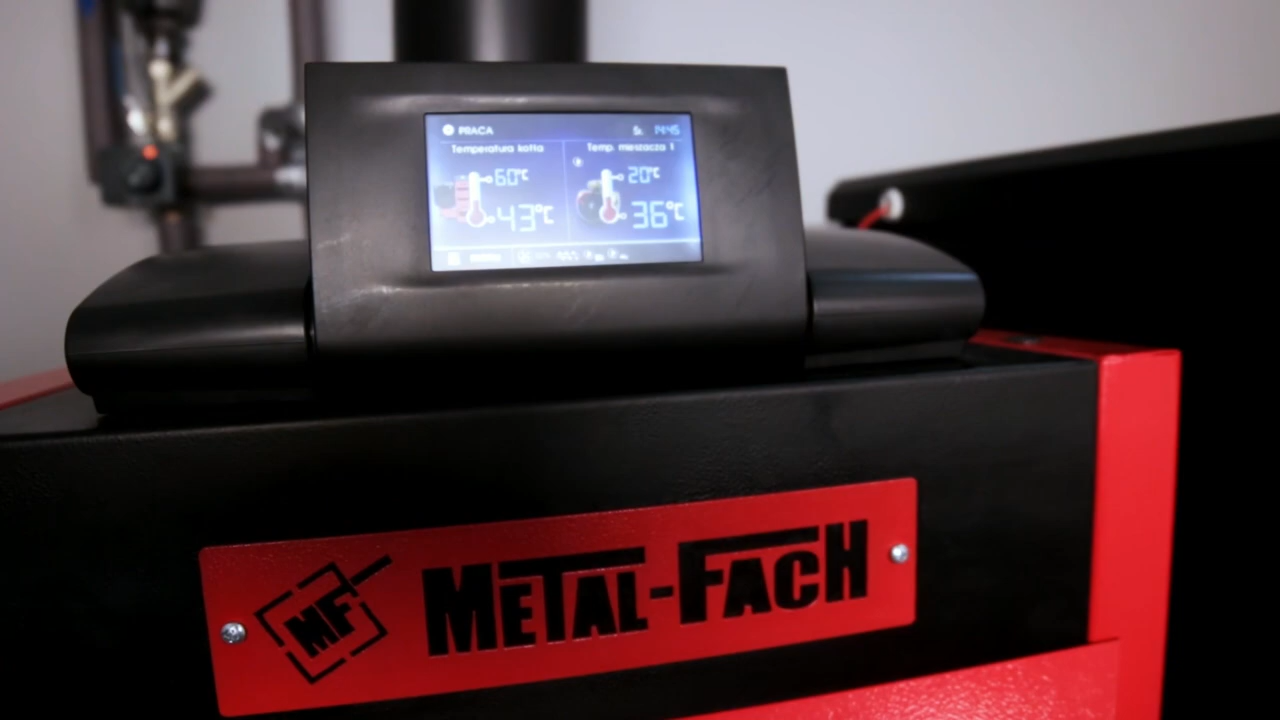 PRACA 14:45
Temperatura kotła Temp. mieszacza 1
60°C 20°C
43°C 36°C
MF METAL-FACH